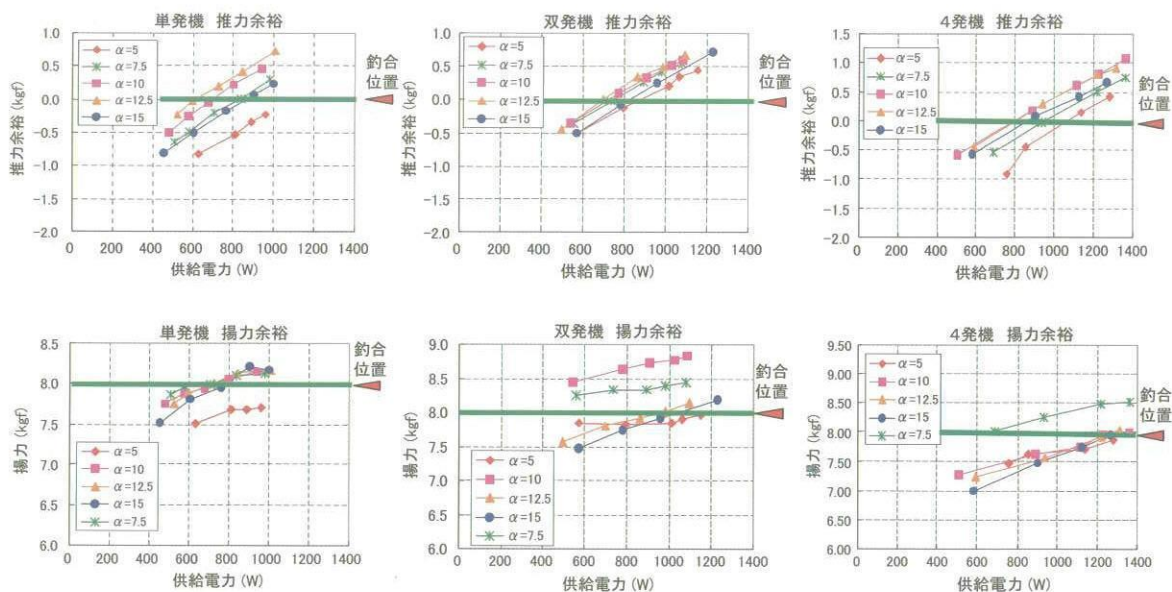 単発機 推力余裕
1.0
0.5
0.0
-0.5
-1.0
-1.5
-2.0
推力余裕 (kgf)
α=5
α=7.5
α=10
α=12.5
α=15
釣合
位置
0 200 400 600 800 1000 1200 1400
供給電力 (W)
双発機 推力余裕
1.0
0.5
0.0
-0.5
-1.0
-1.5
-2.0
推力余裕 (kgf)
α=5
α=7.5
α=10
α=12.5
α=15
釣合
位置
0 200 400 600 800 1000 1200 1400
供給電力 (W)
4発機 推力余裕
1.5
1.0
0.5
0.0
-0.5
-1.0
-1.5
-2.0
推力余裕 (kgf)
α=5
α=7.5
α=10
α=12.5
α=15
釣合
位置
0 200 400 600 800 1000 1200 1400
供給電力 (W)
単発機 揚力余裕
8.5
8.0
7.5
7.0
6.5
6.0
揚力 (kgf)
α=5
α=10
α=12.5
α=15
α=7.5
釣合
位置
0 200 400 600 800 1000 1200 1400
供給電力 (W)
双発機 揚力余裕
9.0
8.5
8.0
7.5
7.0
6.5
6.0
揚力 (kgf)
α=5
α=10
α=12.5
α=15
α=7.5
釣合
位置
0 200 400 600 800 1000 1200 1400
供給電力 (W)
4発機 揚力余裕
9.50
9.00
8.50
8.00
7.50
7.00
6.00
揚力 (kgf)
α=5
α=10
α=12.5
α=15
α=7.5
釣合
位置
0 200 400 600 800 1000 1200 1400
供給電力 (W)